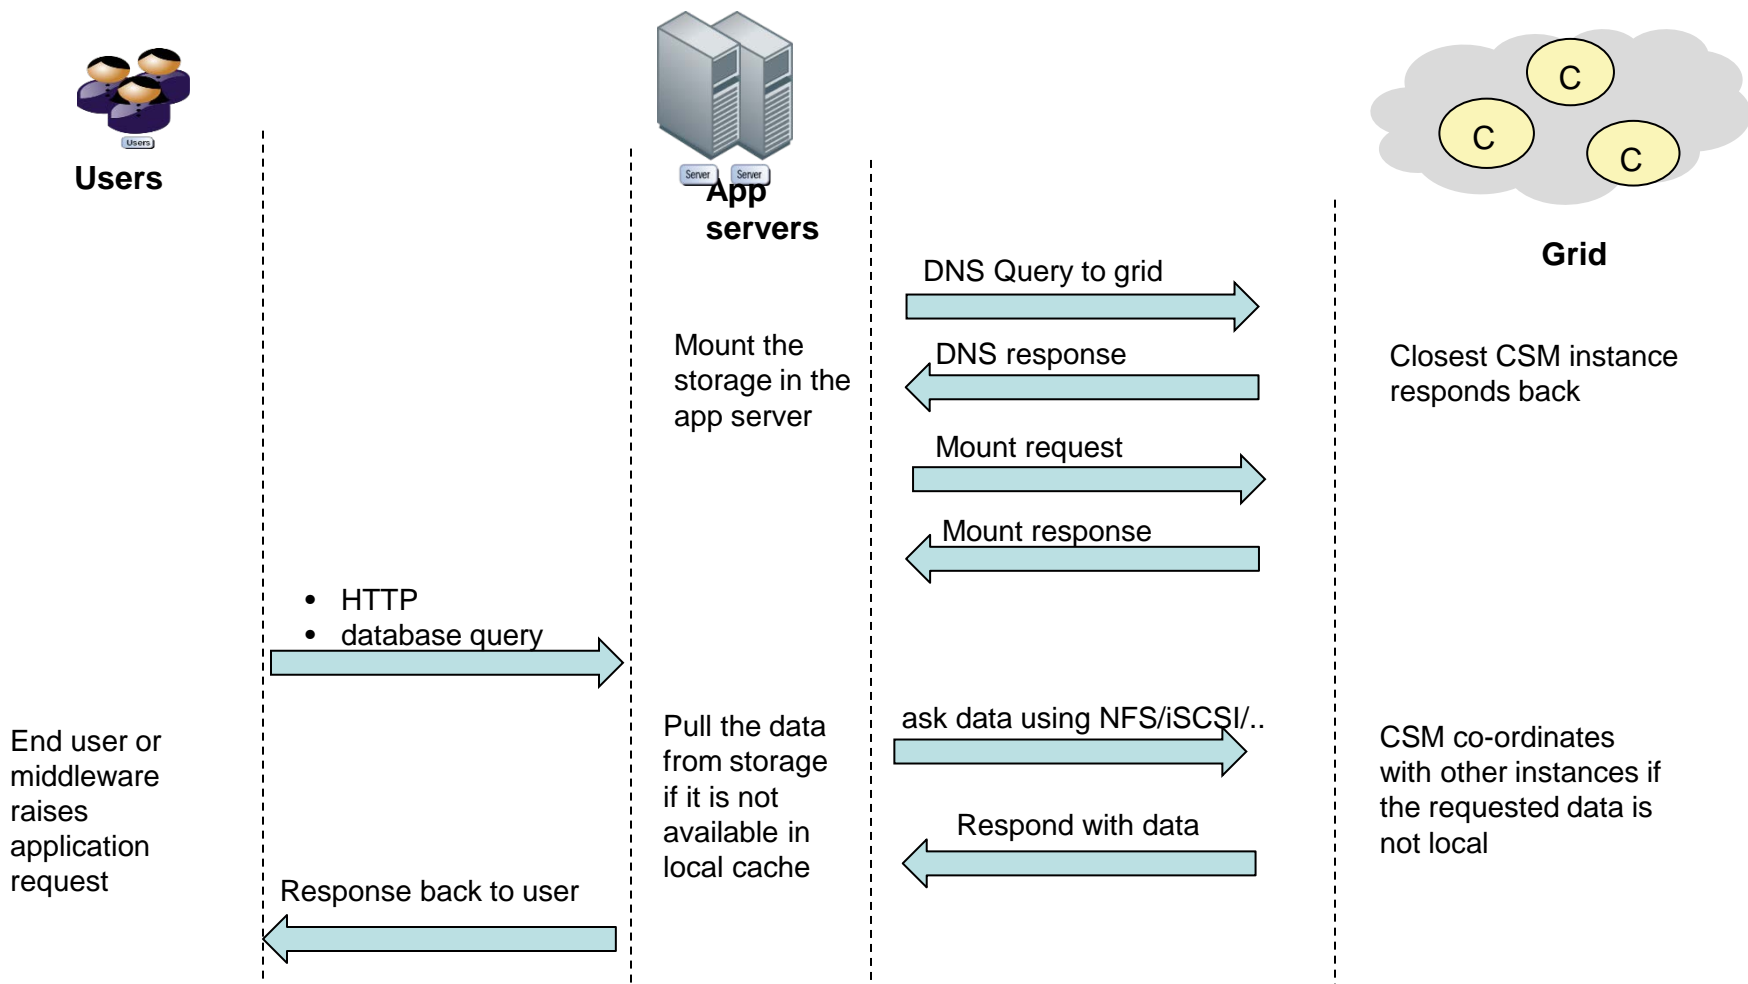 Users
Users
Server
Server
App
servers
C
C
C
Grid
DNS Query to grid
Mount the
storage in the
app server
DNS response
Closest CSM instance
responds back
Mount request
Mount response
• HTTP
• database query
End user or
middleware
raises
application
request
Pull the data
from storage
if it is not
available in
local cache
ask data using NFS/iSCSI/..
CSM co-ordinates
with other instances if
the requested data is
not local
Respond with data
Response back to user